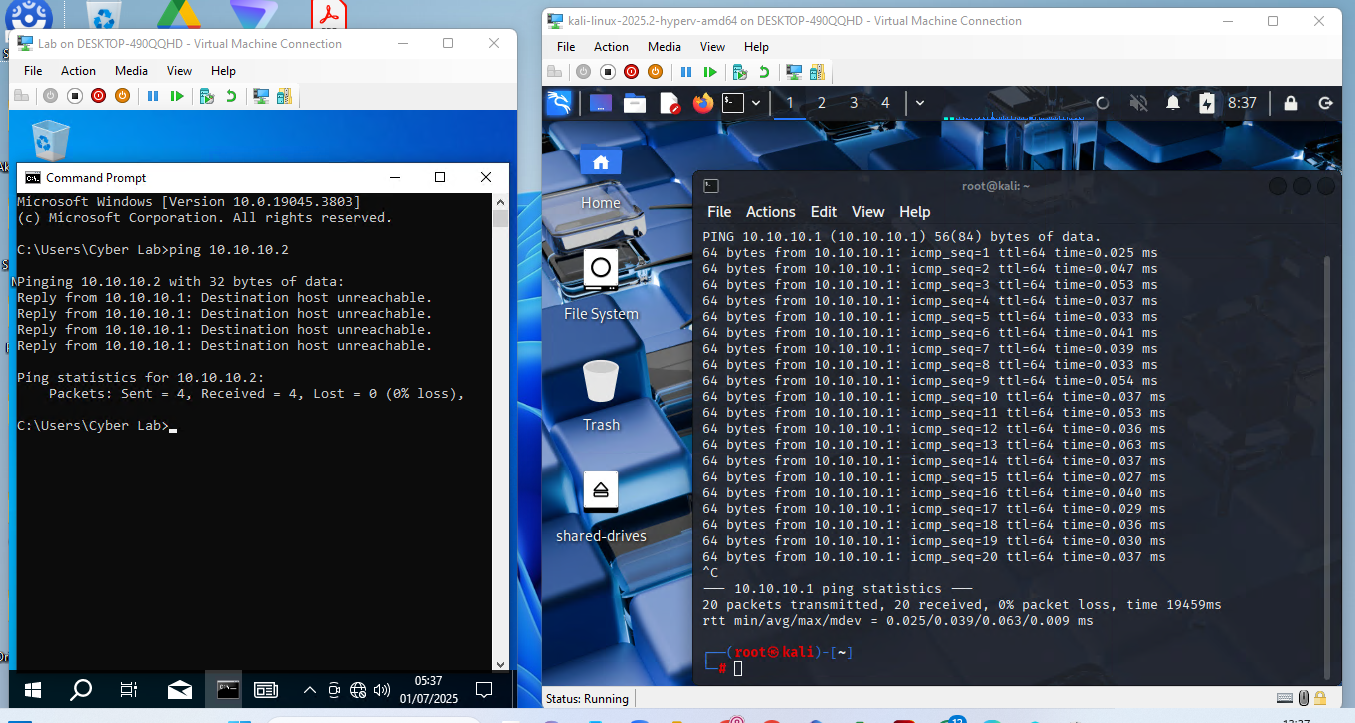 Lab on DESKTOP-490QQHD - Virtual Machine Connection
File Action Media View Help
Command Prompt
Microsoft Windows [Version 10.0.19045.3803]
(c) Microsoft Corporation. All rights reserved.
C:\Users\Cyber Lab>ping 10.10.10.2
Pinging 10.10.10.2 with 32 bytes of data:
Reply from 10.10.10.1: Destination host unreachable.
Reply from 10.10.10.1: Destination host unreachable.
Reply from 10.10.10.1: Destination host unreachable.
Reply from 10.10.10.1: Destination host unreachable.
Ping statistics for 10.10.10.2:
Packets: Sent = 4, Received = 4, Lost = 0 (0% loss),
C:\Users\Cyber Lab>
05:37
01/07/2025
kali-linux-2025.2-hyperv-amd64 on DESKTOP-490QQHD - Virtual Machine Connection
File Action Media View Help
1 2 3 4
8:37
Home
File System
Trash
shared-drives
root@kali: ~
File Actions Edit View Help
PING 10.10.10.1 (10.10.10.1) 56(84) bytes of data.
64 bytes from 10.10.10.1: icmp_seq=1 ttl=64 time=0.025 ms
64 bytes from 10.10.10.1: icmp_seq=2 ttl=64 time=0.047 ms
64 bytes from 10.10.10.1: icmp_seq=3 ttl=64 time=0.053 ms
64 bytes from 10.10.10.1: icmp_seq=4 ttl=64 time=0.037 ms
64 bytes from 10.10.10.1: icmp_seq=5 ttl=64 time=0.033 ms
64 bytes from 10.10.10.1: icmp_seq=6 ttl=64 time=0.041 ms
64 bytes from 10.10.10.1: icmp_seq=7 ttl=64 time=0.039 ms
64 bytes from 10.10.10.1: icmp_seq=8 ttl=64 time=0.033 ms
64 bytes from 10.10.10.1: icmp_seq=9 ttl=64 time=0.054 ms
64 bytes from 10.10.10.1: icmp_seq=10 ttl=64 time=0.037 ms
64 bytes from 10.10.10.1: icmp_seq=11 ttl=64 time=0.053 ms
64 bytes from 10.10.10.1: icmp_seq=12 ttl=64 time=0.036 ms
64 bytes from 10.10.10.1: icmp_seq=13 ttl=64 time=0.063 ms
64 bytes from 10.10.10.1: icmp_seq=14 ttl=64 time=0.037 ms
64 bytes from 10.10.10.1: icmp_seq=15 ttl=64 time=0.027 ms
64 bytes from 10.10.10.1: icmp_seq=16 ttl=64 time=0.040 ms
64 bytes from 10.10.10.1: icmp_seq=17 ttl=64 time=0.029 ms
64 bytes from 10.10.10.1: icmp_seq=18 ttl=64 time=0.036 ms
64 bytes from 10.10.10.1: icmp_seq=19 ttl=64 time=0.030 ms
64 bytes from 10.10.10.1: icmp_seq=20 ttl=64 time=0.037 ms
^C
--- 10.10.10.1 ping statistics ---
20 packets transmitted, 20 received, 0% packet loss, time 19459ms
rtt min/avg/max/mdev = 0.025/0.039/0.063/0.009 ms
┌──(root㉿kali)-[~]
└─#
Status: Running